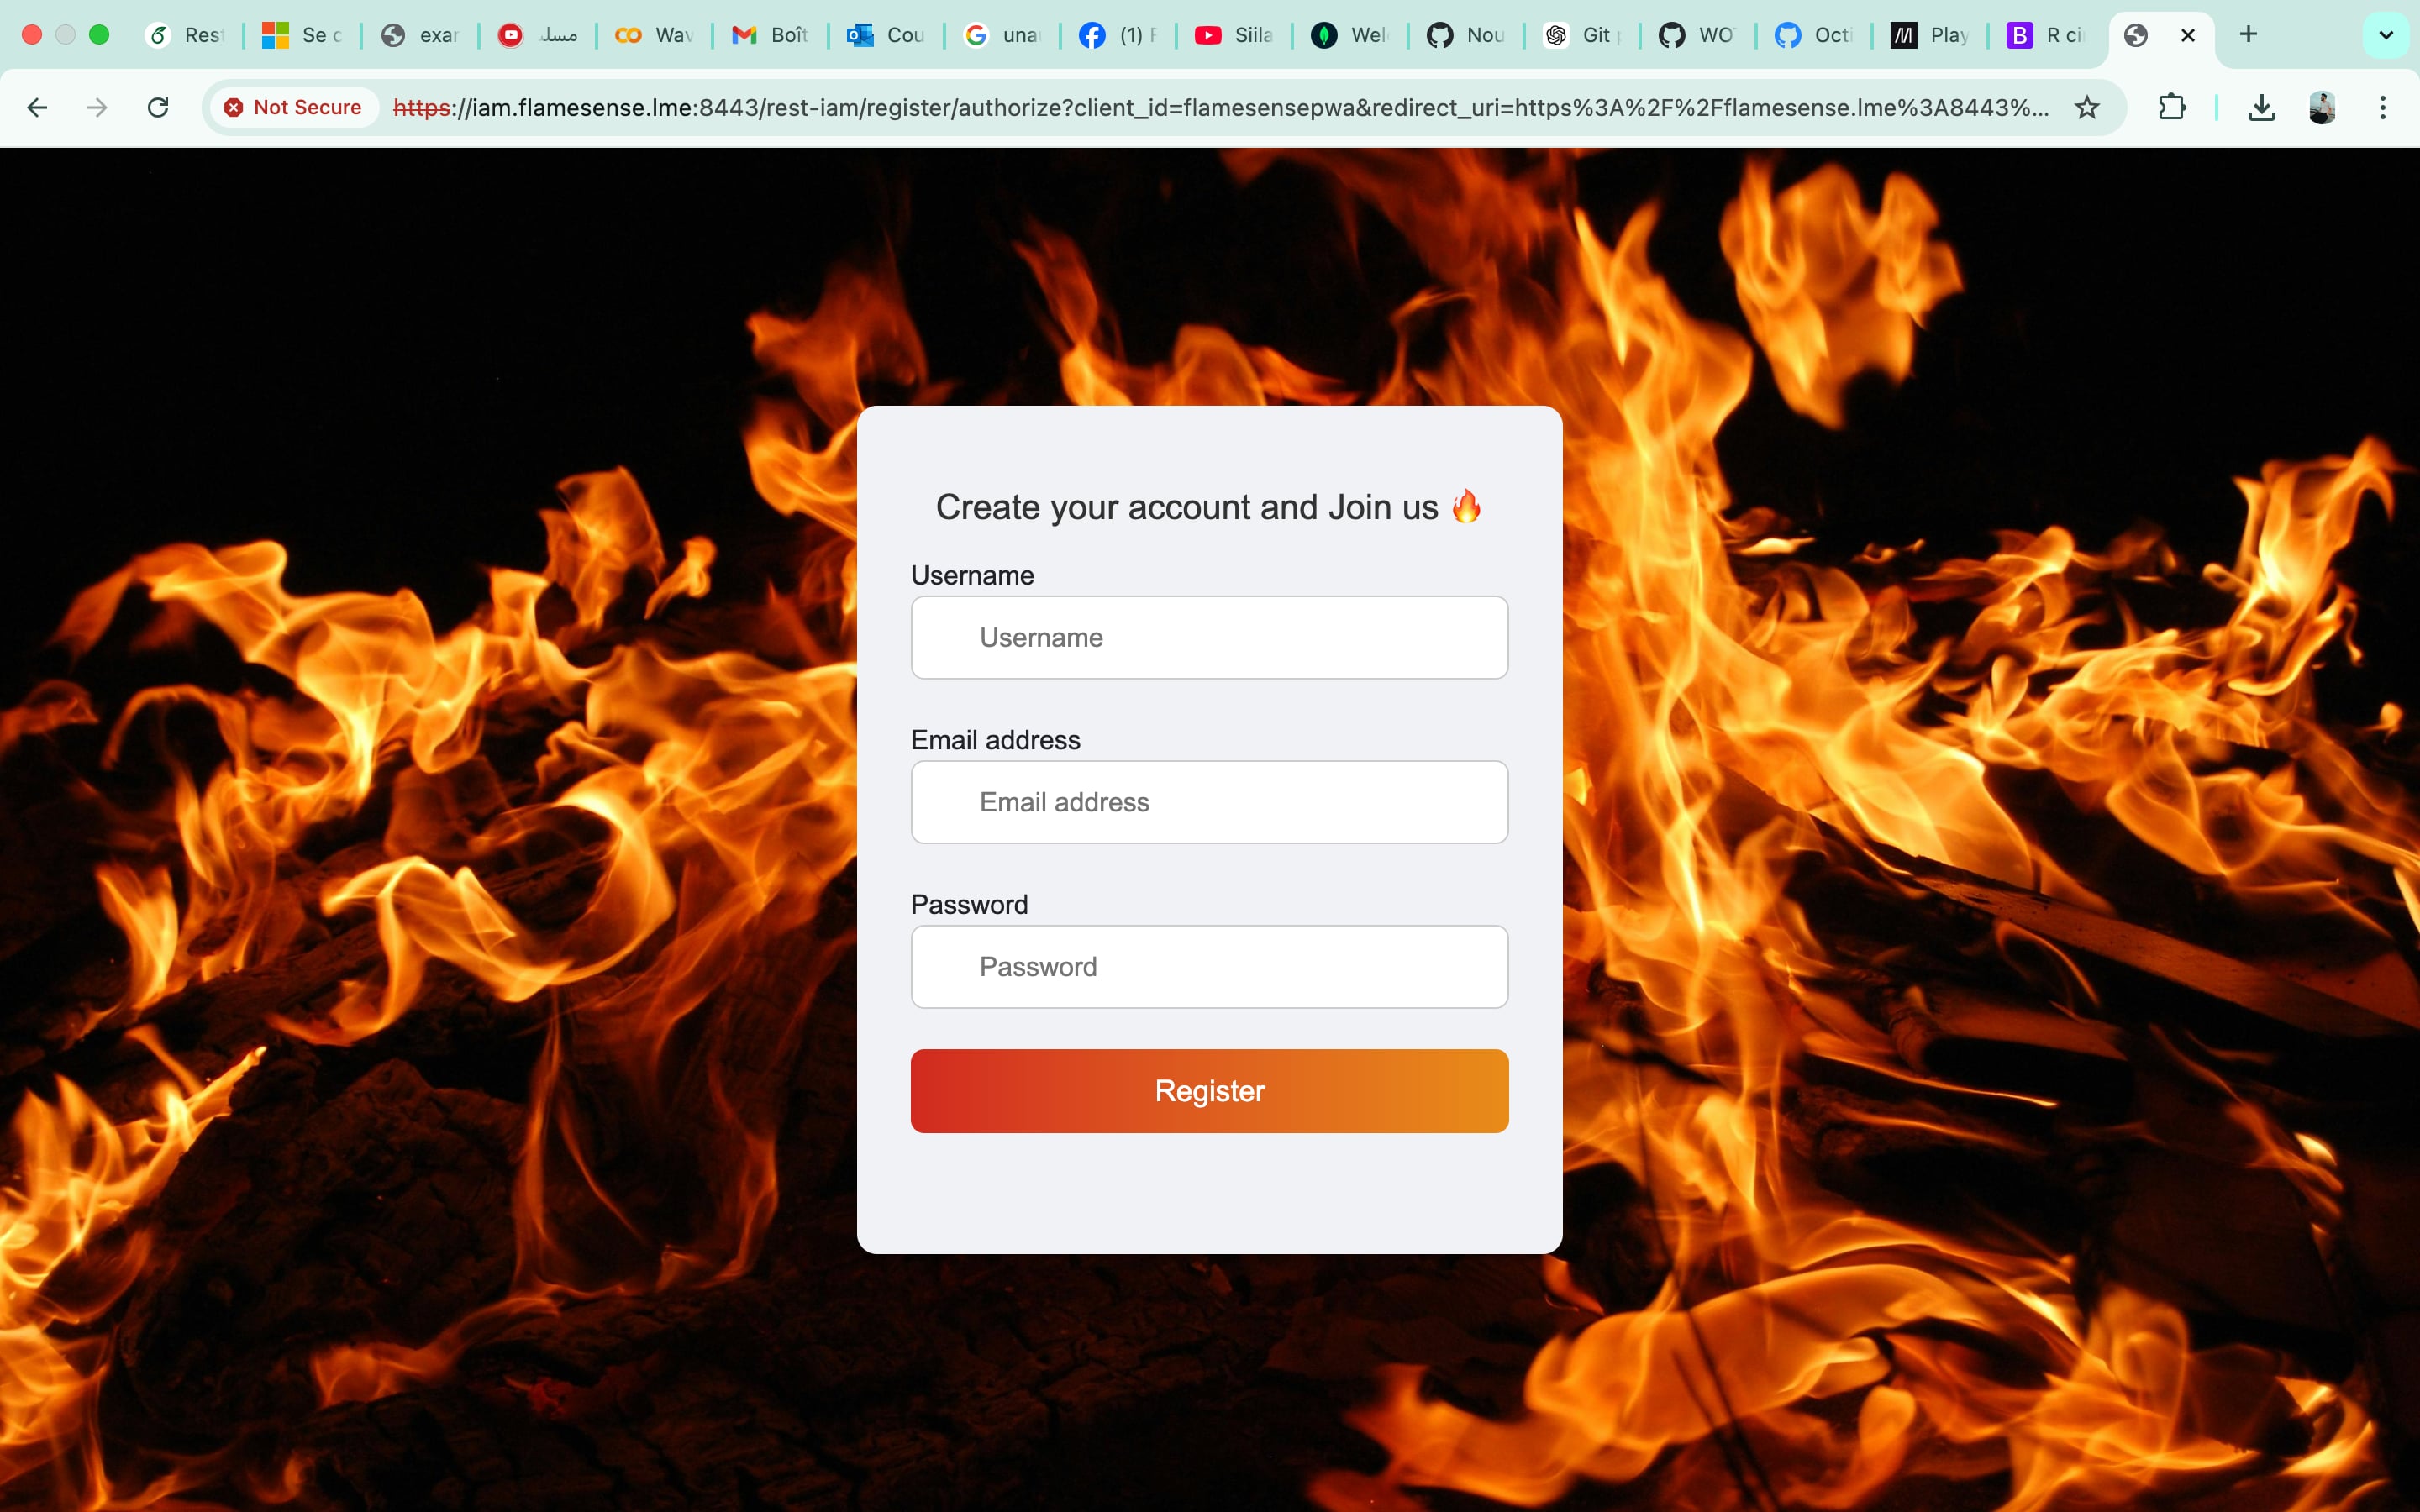 Rest
Se c
exar
مسلـ
Wav
Boît
Cou
una
(1) F
Siila
Wel
Nou
Git p
WO
Octi
Play
R ci
Not Secure
https://iam.flamesense.lme:8443/rest-iam/register/authorize?client_id=flamesensepwa&redirect_uri=https%3A%2F%2Fflamesense.lme%3A8443%...
Create your account and Join us 🔥
Username
Username
Email address
Email address
Password
Password
Register